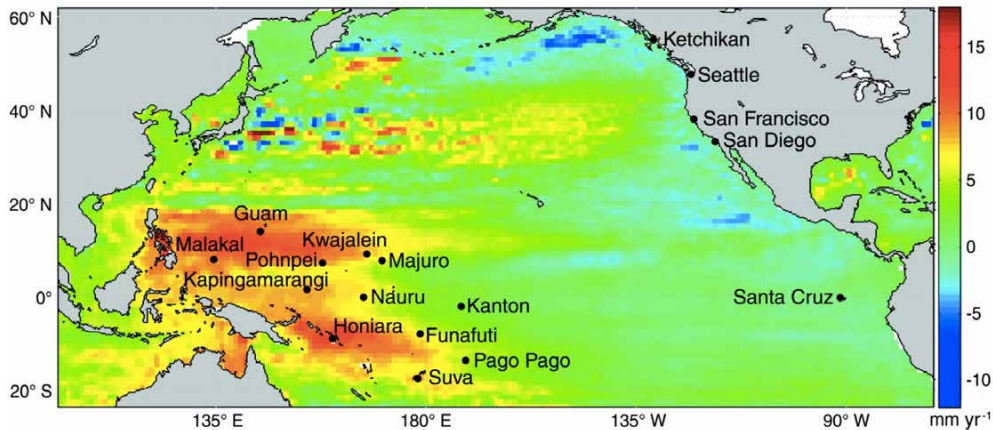 60° N
40° N
20° N
0°
20° S
Ketchikan
Seattle
San Francisco
San Diego
Guam
Malakal
Kwajalein
Pohnpei
Majuro
Kapingamarangi
Nauru
Kanton
Santa Cruz
Honiara
Funafuti
Pago Pago
Suva
135° E
180° E
135° W
90° W
15
10
5
0
-5
-10
mm yr⁻¹